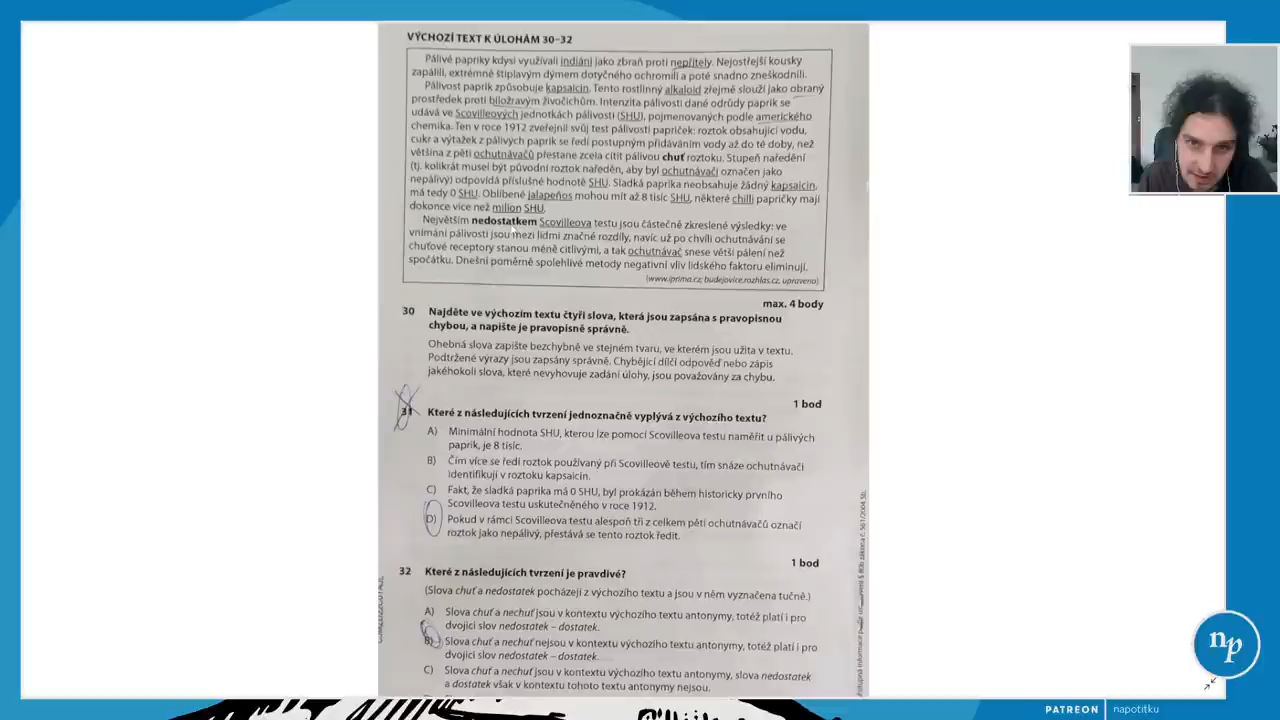 VÝCHOZÍ TEXT K ÚLOHÁM 30–32
Pálivé papriky kdysi využívali indiáni jako zbraň proti nepřítely. Nejostřejší kousky
zapálili, extrémně štiplavým dýmem dotyčného ochromili a poté snadno zneškodnili.
Pálivost paprik způsobuje kapsaicin. Tento rostlinný alkaloid zřejmě slouží jako obraný
prostředek proti bíložravým živočichům. Intenzita pálivosti dané odrůdy paprik se
udává ve Scovilleových jednotkách pálivosti (SHU), pojmenovaných podle amerického
chemika. Ten v roce 1912 zveřejnil svůj test pálivosti papriček: roztok obsahující vodu,
cukr a výtažek z pálivých paprik se ředí postupným přidáváním vody až do té doby, než
většina z pěti ochutnávačů přestane zcela cítit pálivou chuť roztoku. Stupeň naředění
(tj. kolikrát musel být původní roztok naředěn, aby byl ochutnávači označen jako
nepálivý) odpovídá příslušné hodnotě SHU. Sladká paprika neobsahuje žádný kapsaicin,
má tedy 0 SHU. Oblíbené jalapeños mohou mít až 8 tisíc SHU, některé chilli papričky mají
dokonce více než milion SHU.
Největším nedostatkem Scovilleova testu jsou částečně zkreslené výsledky: ve
vnímání pálivosti jsou mezi lidmi značné rozdíly, navíc už po chvíli ochutnávání se
chuťové receptory stanou méně citlivými, a tak ochutnávač snese větší pálení než
zpočátku. Dnešní poměrně spolehlivé metody negativní vliv lidského faktoru eliminují.
(www.iprima.cz; budejovice.rozhlas.cz, upraveno)
max. 4 body
30 Najděte ve výchozím textu čtyři slova, která jsou zapsána s pravopisnou
chybou, a napište je pravopisně správně.
Ohebná slova zapište bezchybně ve stejném tvaru, ve kterém jsou užita v textu.
Podtržené výrazy jsou zapsány správně. Chybějící dílčí odpověď nebo zápis
jakéhokoli slova, které nevyhovuje zadání úlohy, jsou považovány za chybu.
1 bod
31 Které z následujících tvrzení jednoznačně vyplývá z výchozího textu?
A) Minimální hodnota SHU, kterou lze pomocí Scovilleova testu naměřit u pálivých
paprik, je 8 tisíc.
B) Čím více se ředí roztok používaný při Scovilleově testu, tím snáze ochutnávači
identifikují v roztoku kapsaicin.
C) Fakt, že sladká paprika má 0 SHU, byl prokázán během historicky prvního
Scovilleova testu uskutečněného v roce 1912.
D) Pokud v rámci Scovilleova testu alespoň tři z celkem pěti ochutnávačů označí
roztok jako nepálivý, přestává se tento roztok ředit.
1 bod
32 Které z následujících tvrzení je pravdivé?
(Slova chuť a nedostatek pocházejí z výchozího textu a jsou v něm vyznačena tučně.)
A) Slova chuť a nechuť jsou v kontextu výchozího textu antonymy, totéž platí i pro
dvojici slov nedostatek – dostatek.
B) Slova chuť a nechuť nejsou v kontextu výchozího textu antonymy, totéž platí i pro
dvojici slov nedostatek – dostatek.
C) Slova chuť a nechuť jsou v kontextu výchozího textu antonymy, slova nedostatek
a dostatek však v kontextu tohoto textu antonymy nejsou.
np
PATREON napotitku